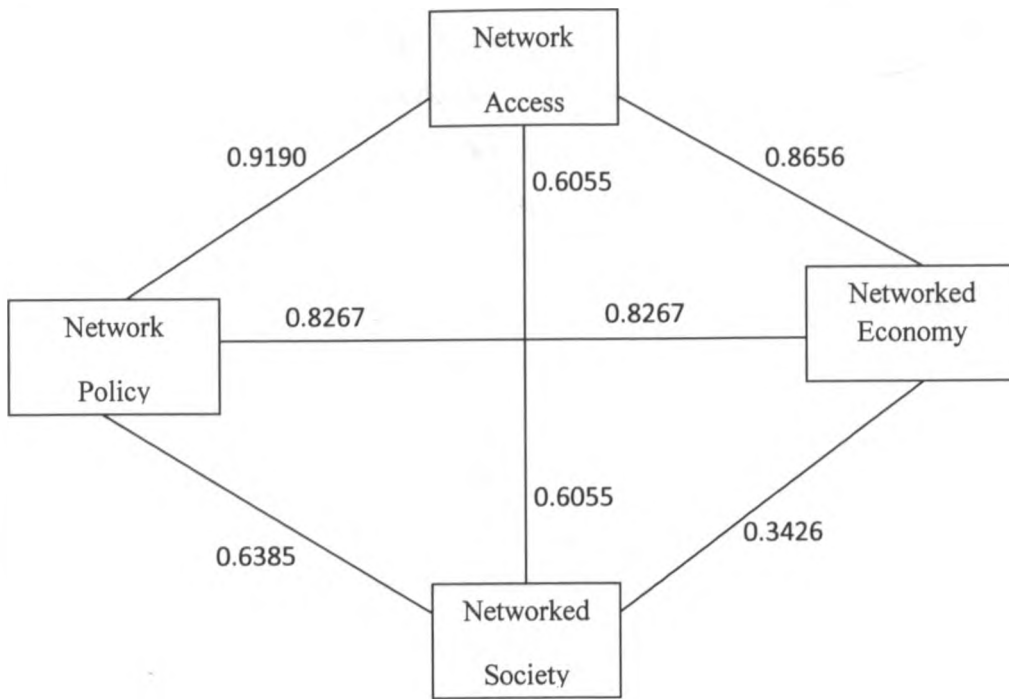 Network
Access
0.9190
0.8656
0.6055
Networked
Economy
Network
Policy
0.8267
0.8267
0.6055
0.6385
0.3426
Networked
Society